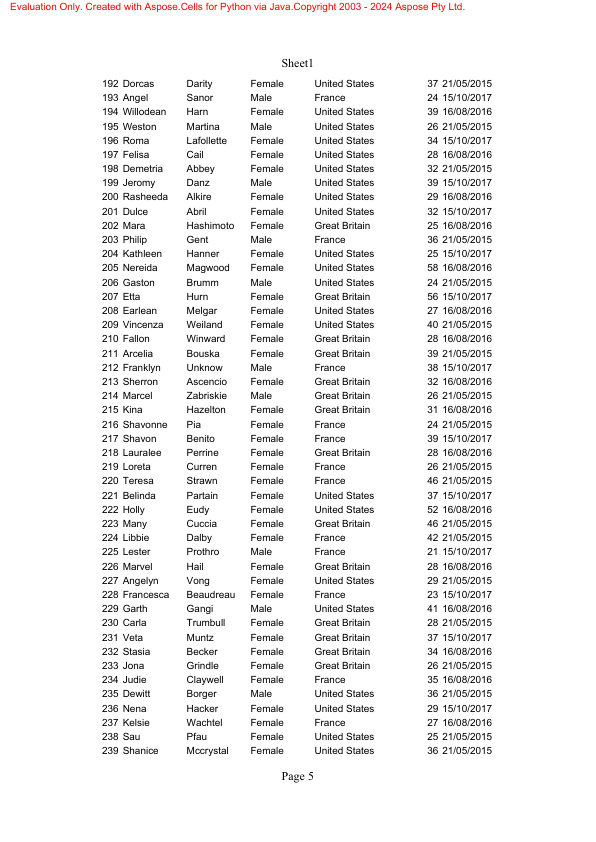 Evaluation Only. Created with Aspose.Cells for Python via Java.Copyright 2003 - 2024 Aspose Pty Ltd.
Sheet1
192 Dorcas Darity Female United States 37 21/05/2015
193 Angel Sanor Male France 24 15/10/2017
194 Willodean Harn Female United States 39 16/08/2016
195 Weston Martina Male United States 26 21/05/2015
196 Roma Lafollette Female United States 34 15/10/2017
197 Felisa Cail Female United States 28 16/08/2016
198 Demetria Abbey Female United States 32 21/05/2015
199 Jeromy Danz Male United States 39 15/10/2017
200 Rasheeda Alkire Female United States 29 16/08/2016
201 Dulce Abril Female United States 32 15/10/2017
202 Mara Hashimoto Female Great Britain 25 16/08/2016
203 Philip Gent Male France 36 21/05/2015
204 Kathleen Hanner Female United States 25 15/10/2017
205 Nereida Magwood Female United States 58 16/08/2016
206 Gaston Brumm Male United States 24 21/05/2015
207 Etta Hurn Female Great Britain 56 15/10/2017
208 Earlean Melgar Female United States 27 16/08/2016
209 Vincenza Weiland Female United States 40 21/05/2015
210 Fallon Winward Female Great Britain 28 16/08/2016
211 Arcelia Bouska Female Great Britain 39 21/05/2015
212 Franklyn Unknow Male France 38 15/10/2017
213 Sherron Ascencio Female Great Britain 32 16/08/2016
214 Marcel Zabriskie Male Great Britain 26 21/05/2015
215 Kina Hazelton Female Great Britain 31 16/08/2016
216 Shavonne Pia Female France 24 21/05/2015
217 Shavon Benito Female France 39 15/10/2017
218 Lauralee Perrine Female Great Britain 28 16/08/2016
219 Loreta Curren Female France 26 21/05/2015
220 Teresa Strawn Female France 46 21/05/2015
221 Belinda Partain Female United States 37 15/10/2017
222 Holly Eudy Female United States 52 16/08/2016
223 Many Cuccia Female Great Britain 46 21/05/2015
224 Libbie Dalby Female France 42 21/05/2015
225 Lester Prothro Male France 21 15/10/2017
226 Marvel Hail Female Great Britain 28 16/08/2016
227 Angelyn Vong Female United States 29 21/05/2015
228 Francesca Beaudreau Female France 23 15/10/2017
229 Garth Gangi Male United States 41 16/08/2016
230 Carla Trumbull Female Great Britain 28 21/05/2015
231 Veta Muntz Female Great Britain 37 15/10/2017
232 Stasia Becker Female Great Britain 34 16/08/2016
233 Jona Grindle Female Great Britain 26 21/05/2015
234 Judie Claywell Female France 35 16/08/2016
235 Dewitt Borger Male United States 36 21/05/2015
236 Nena Hacker Female United States 29 15/10/2017
237 Kelsie Wachtel Female France 27 16/08/2016
238 Sau Pfau Female United States 25 21/05/2015
239 Shanice Mccrystal Female United States 36 21/05/2015
Page 5